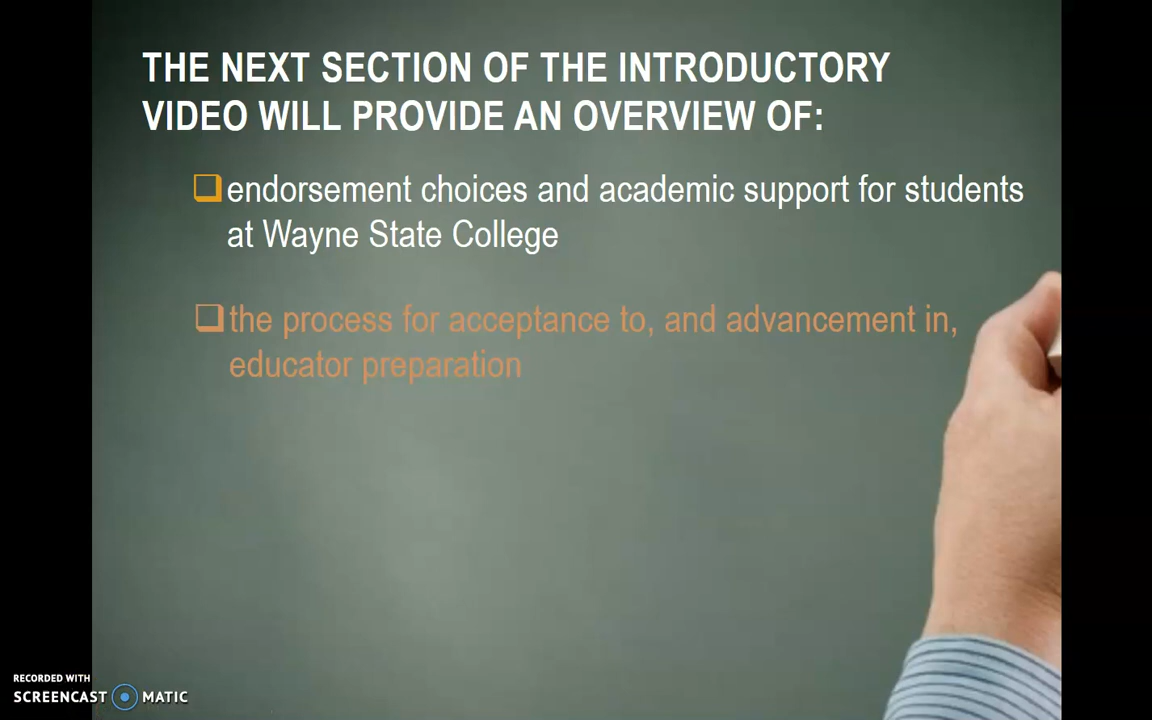 THE NEXT SECTION OF THE INTRODUCTORY
VIDEO WILL PROVIDE AN OVERVIEW OF:
endorsement choices and academic support for students
at Wayne State College
the process for acceptance to, and advancement in,
educator preparation
RECORDED WITH
SCREENCAST MATIC